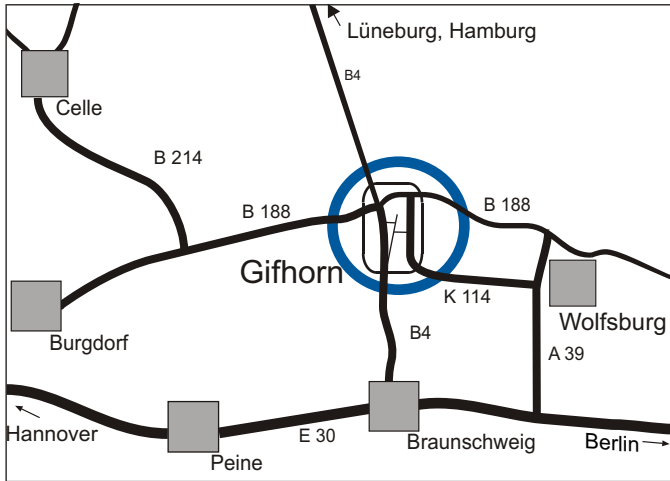 Lüneburg, Hamburg
B4
Celle
B 214
B 188
B 188
Gifhorn
K 114
Wolfsburg
Burgdorf
B4
A 39
Hannover
E 30
Braunschweig
Berlin
Peine